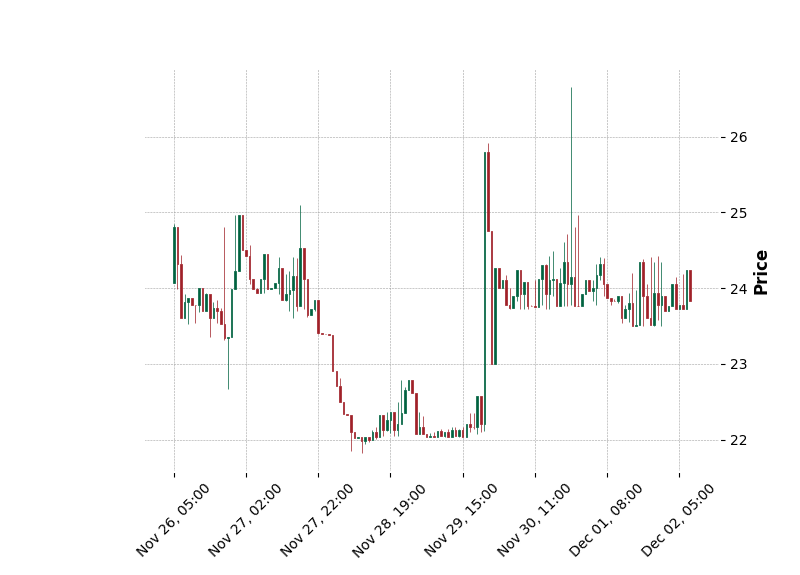 26
25
24
23
22
Price
Nov 26, 05:00
Nov 27, 02:00
Nov 27, 22:00
Nov 28, 19:00
Nov 29, 15:00
Nov 30, 11:00
Dec 01, 08:00
Dec 02, 05:00